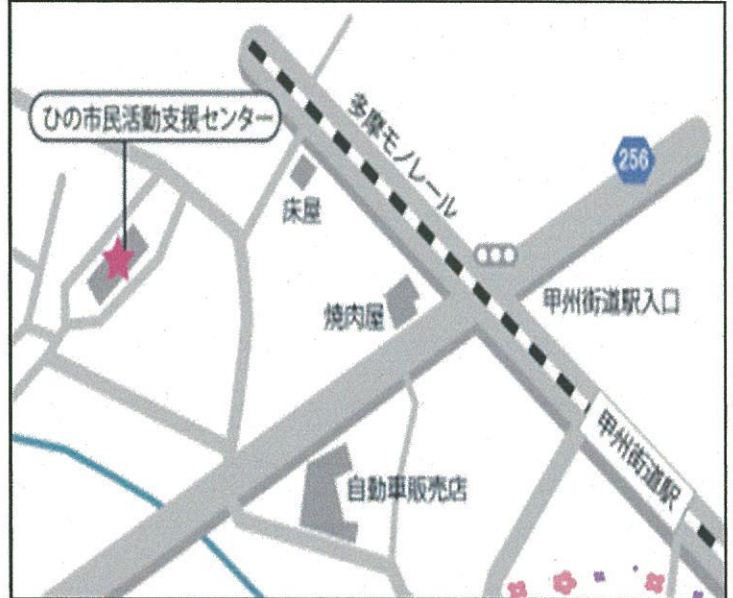 ひの市民活動支援センター
多摩モノレール
256
床屋
焼肉屋
甲州街道駅入口
甲州街道駅
自動車販売店